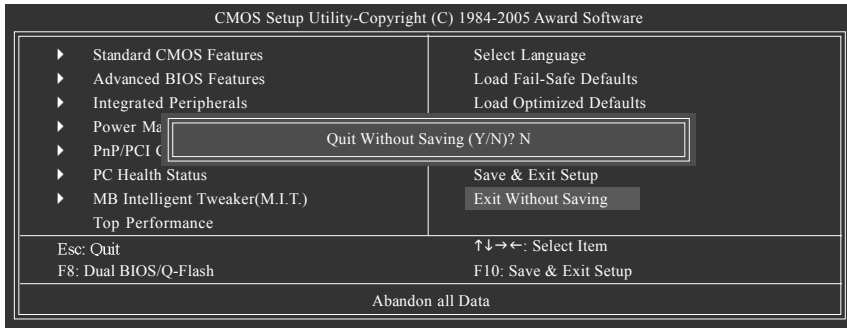 CMOS Setup Utility-Copyright (C) 1984-2005 Award Software
Standard CMOS Features
Advanced BIOS Features
Integrated Peripherals
Power Ma
PnP/PCI
PC Health Status
MB Intelligent Tweaker(M.I.T.)
Top Performance
Select Language
Load Fail-Safe Defaults
Load Optimized Defaults
Quit Without Saving (Y/N)? N
Save & Exit Setup
Exit Without Saving
Esc: Quit
↑↓→←: Select Item
F8: Dual BIOS/Q-Flash
F10: Save & Exit Setup
Abandon all Data